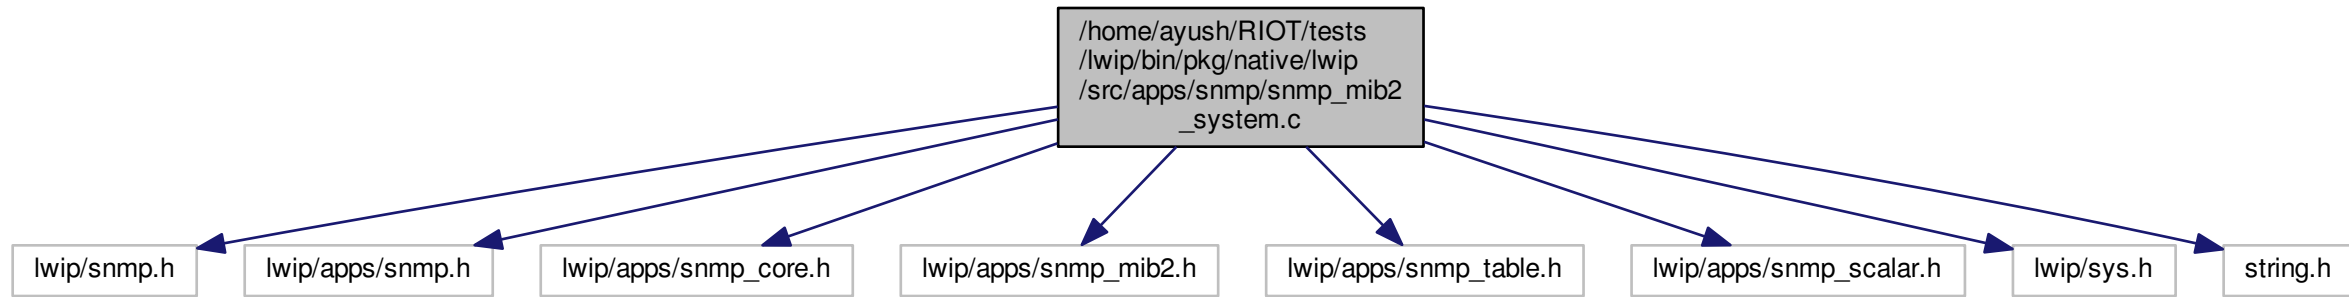 /home/ayush/RIOT/tests
/lwip/bin/pkg/native/lwip
/src/apps/snmp/snmp_mib2
_system.c
lwip/snmp.h
lwip/apps/snmp.h
lwip/apps/snmp_core.h
lwip/apps/snmp_mib2.h
lwip/apps/snmp_table.h
lwip/apps/snmp_scalar.h
lwip/sys.h
string.h